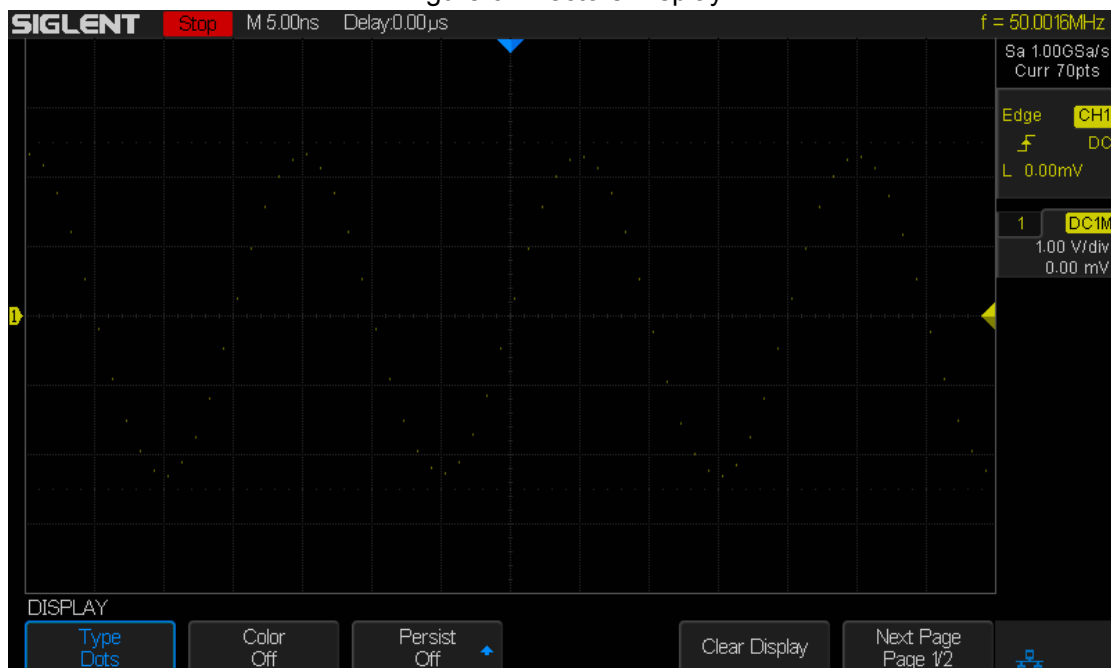 SIGLENT Stop M 5.00ns Delay:0.00µs f = 50.0016MHz
Sa 1.00GSa/s
Curr 70pts
Edge CH1
DC
L 0.00mV
1 DC1M
1.00 V/div
0.00 mV
1
DISPLAY
Type
Dots
Color
Off
Persist
Off
Clear Display
Next Page
Page 1/2